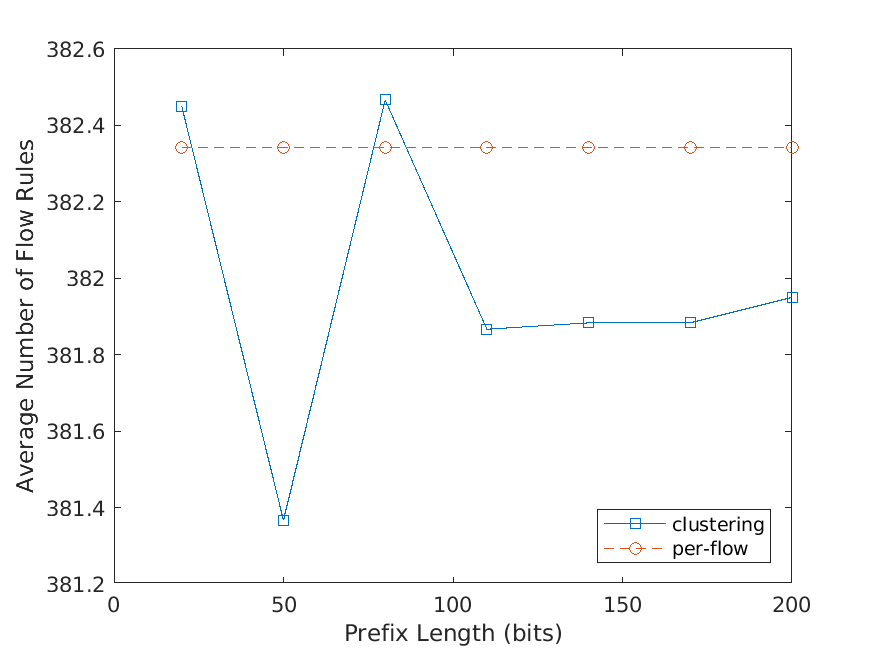 382.6
382.4
382.2
382
381.8
381.6
381.4
381.2
Average Number of Flow Rules
0 50 100 150 200
Prefix Length (bits)
clustering
per-flow